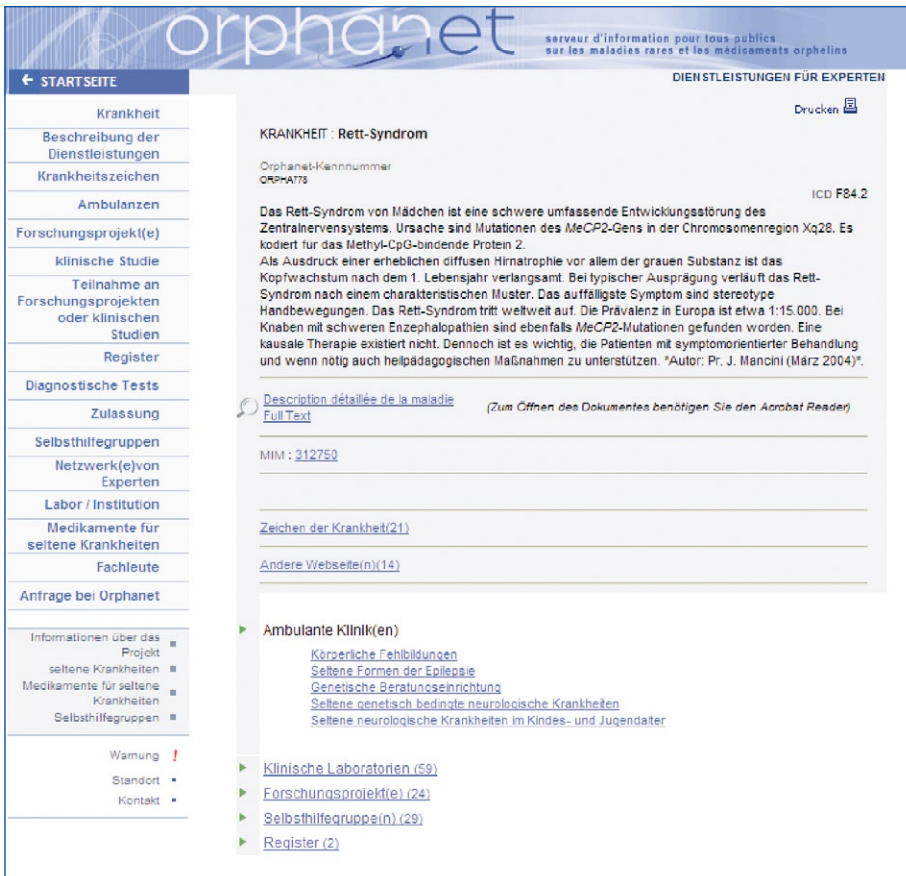 orphanet
serveur d'information pour tous publics
sur les maladies rares et les médicaments orphelins
← STARTSEITE
DIENSTLEISTUNGEN FÜR EXPERTEN
Krankheit
Beschreibung der
Dienstleistungen
Krankheitszeichen
Ambulanzen
Forschungsprojekt(e)
klinische Studie
Teilnahme an
Forschungsprojekten
oder klinischen
Studien
Register
Diagnostische Tests
Zulassung
Selbsthilfegruppen
Netzwerk(e)von
Experten
Labor / Institution
Medikamente für
seltene Krankheiten
Fachleute
Anfrage bei Orphanet
Informationen über das
Projekt
seltene Krankheiten
Medikamente für seltene
Krankheiten
Selbsthilfegruppen
Warnung !
Standort
Kontakt
Drucken
KRANKHEIT : Rett-Syndrom
Orphanet-Kennnummer
ORPHA778
ICD F84.2
Das Rett-Syndrom von Mädchen ist eine schwere umfassende Entwicklungsstörung des
Zentralnervensystems. Ursache sind Mutationen des MeCP2-Gens in der Chromosomenregion Xq28. Es
kodiert für das Methyl-CpG-bindende Protein 2.
Als Ausdruck einer erheblichen diffusen Hirnatrophie vor allem der grauen Substanz ist das
Kopfwachstum nach dem 1. Lebensjahr verlangsamt. Bei typischer Ausprägung verläuft das Rett-
Syndrom nach einem charakteristischen Muster. Das auffälligste Symptom sind stereotype
Handbewegungen. Das Rett-Syndrom tritt weltweit auf. Die Prävalenz in Europa ist etwa 1:15.000. Bei
Knaben mit schweren Enzephalopathien sind ebenfalls MeCP2-Mutationen gefunden worden. Eine
kausale Therapie existiert nicht. Dennoch ist es wichtig, die Patienten mit symptomorientierter Behandlung
und wenn nötig auch heilpädagogischen Maßnahmen zu unterstützen. *Autor: Pr. J. Mancini (März 2004)*.
Description détaillée de la maladie
Full Text
(Zum Öffnen des Dokumentes benötigen Sie den Acrobat Reader)
MIM : 312750
Zeichen der Krankheit(21)
Andere Webseite(n)(14)
Ambulante Klinik(en)
Körperliche Fehlbildungen
Seltene Formen der Epilepsie
Genetische Beratungseinrichtung
Seltene genetisch bedingte neurologische Krankheiten
Seltene neurologische Krankheiten im Kindes- und Jugendalter
Klinische Laboratorien (59)
Forschungsprojekt(e) (24)
Selbsthilfegruppe(n) (29)
Register (2)